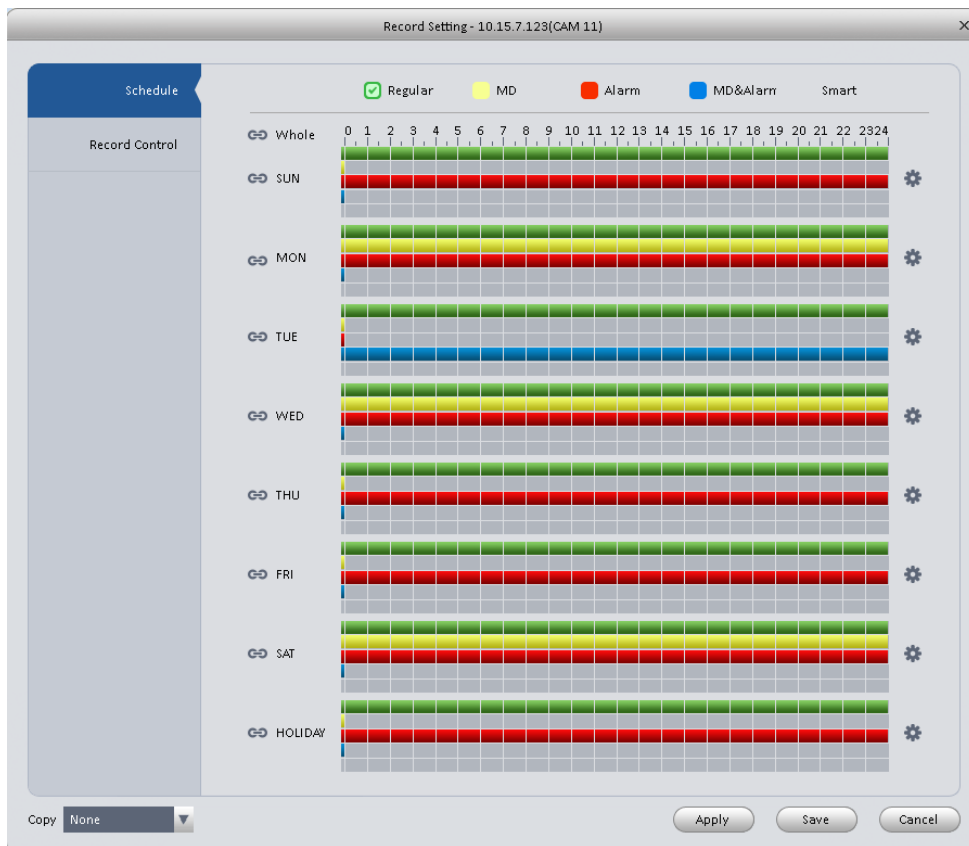 Record Setting - 10.15.7.123(CAM 11)
Schedule
Record Control
Regular MD Alarm MD&Alarm Smart
Whole 0 1 2 3 4 5 6 7 8 9 10 11 12 13 14 15 16 17 18 19 20 21 22 2324
SUN
MON
TUE
WED
THU
FRI
SAT
HOLIDAY
Copy None
Apply Save Cancel